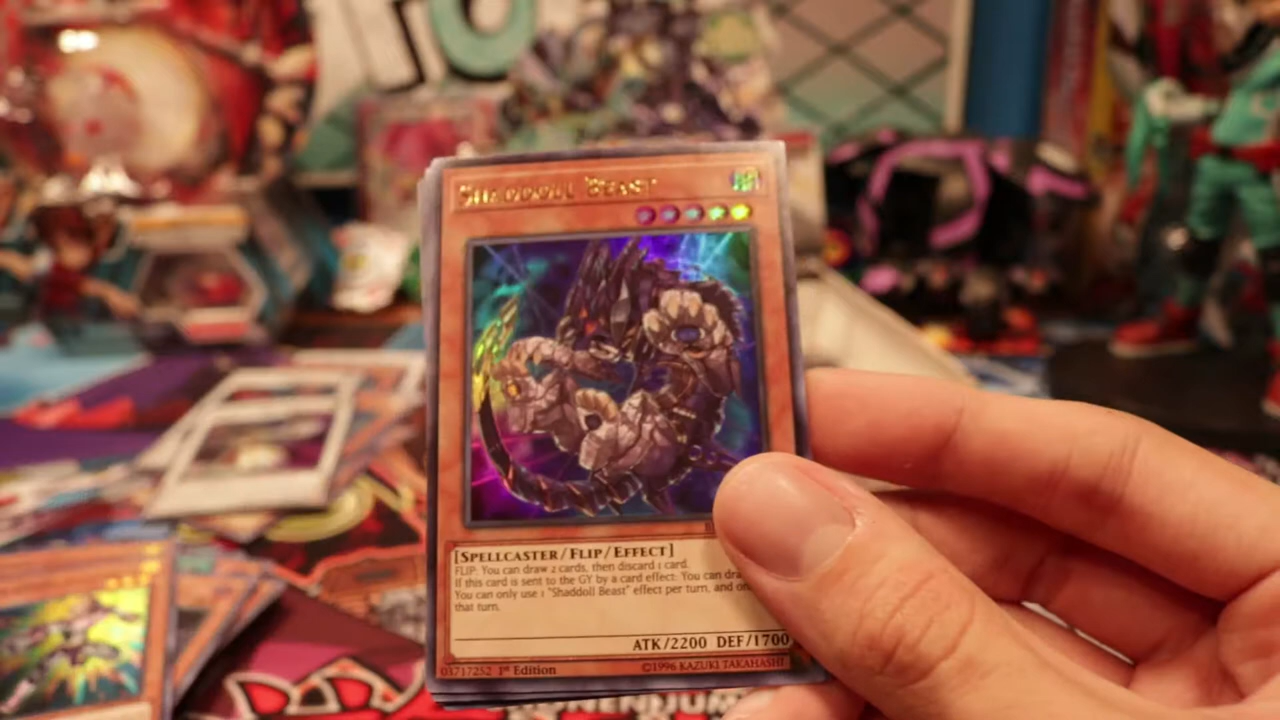 SHADDOLL BEAST
[SPELLCASTER/FLIP/EFFECT]
FLIP: You can draw 2 cards, then discard 1 card.
If this card is sent to the GY by a card effect: You can
You can only use 1 "Shaddoll Beast" effect per turn, and
that turn.
ATK/2200 DEF/1700
03717252 1st Edition
©1996 KAZUKI TAKAHASHI